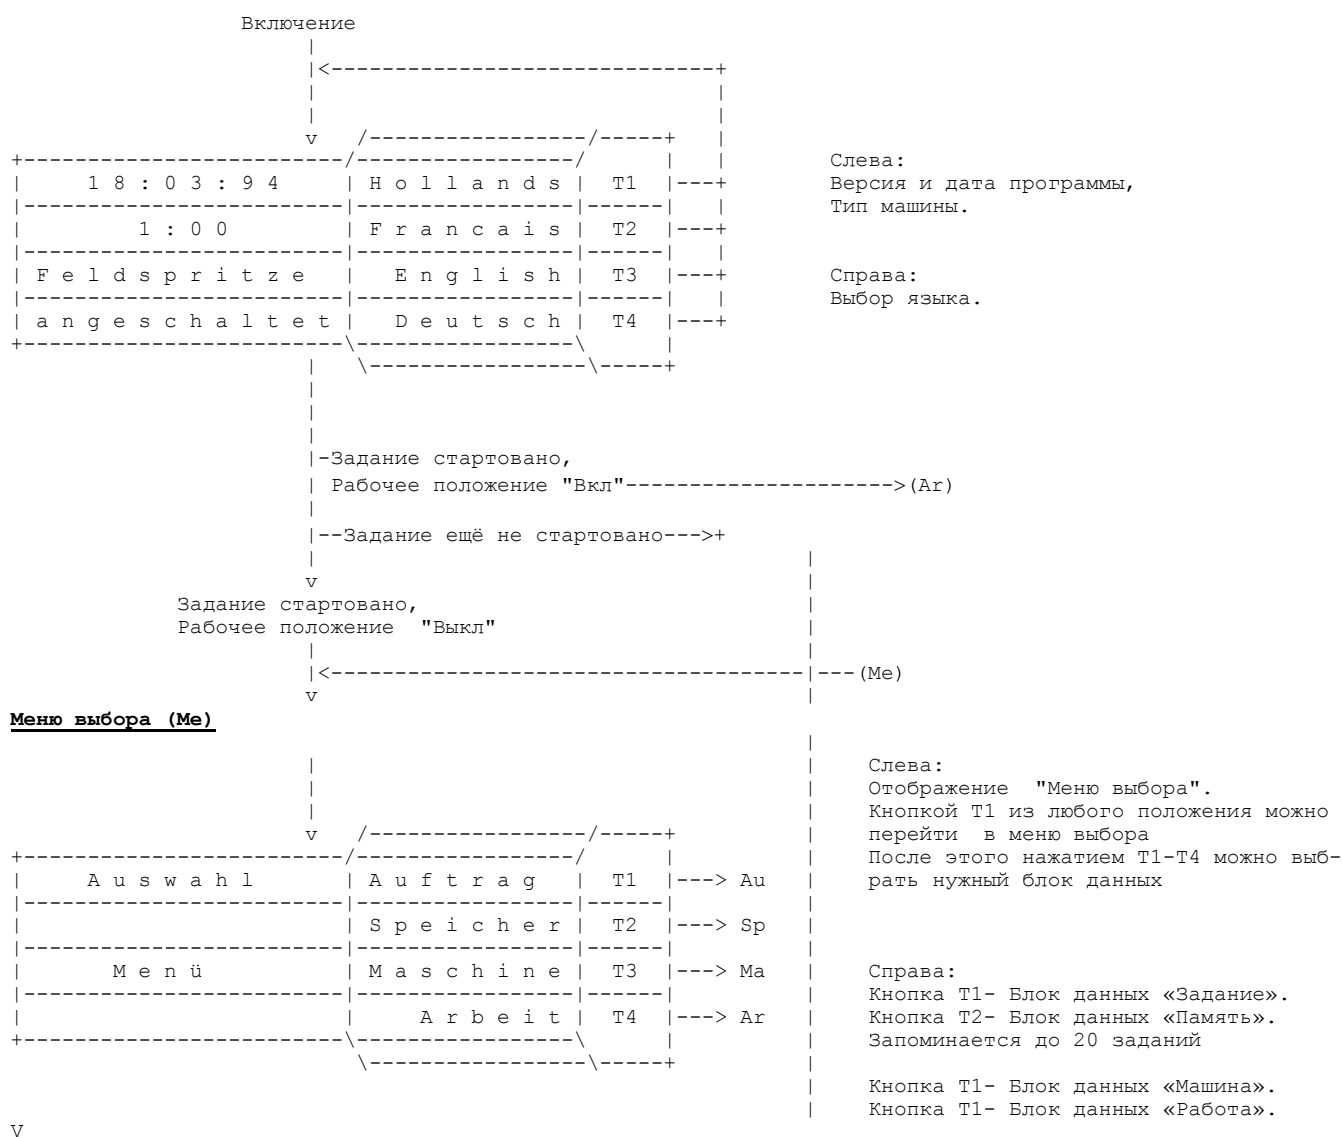 Включение
Слева:
18:03:94 Hollands T1 Версия и дата программы,
Тип машины.
1:00 Francais T2
Feldspritze English T3 Справа:
Выбор языка.
angeschaltet Deutsch T4
-Задание стартовано,
Рабочее положение "Вкл"--------------------->(Ar)
--Задание ещё не стартовано--->+
Задание стартовано,
Рабочее положение "Выкл"
(Me)
Меню выбора (Me)
Слева:
Отображение "Меню выбора".
Кнопкой T1 из любого положения можно
перейти в меню выбора
После этого нажатием T1-T4 можно выб-
Auswahl Auftrag T1 ---> Au рать нужный блок данных
Speicher T2 ---> Sp
Menü Maschine T3 ---> Ma Справа:
Кнопка T1- Блок данных «Задание».
Arbeit T4 ---> Ar Кнопка T2- Блок данных «Память».
Запоминается до 20 заданий
Кнопка T1- Блок данных «Машина».
Кнопка T1- Блок данных «Работа».
V